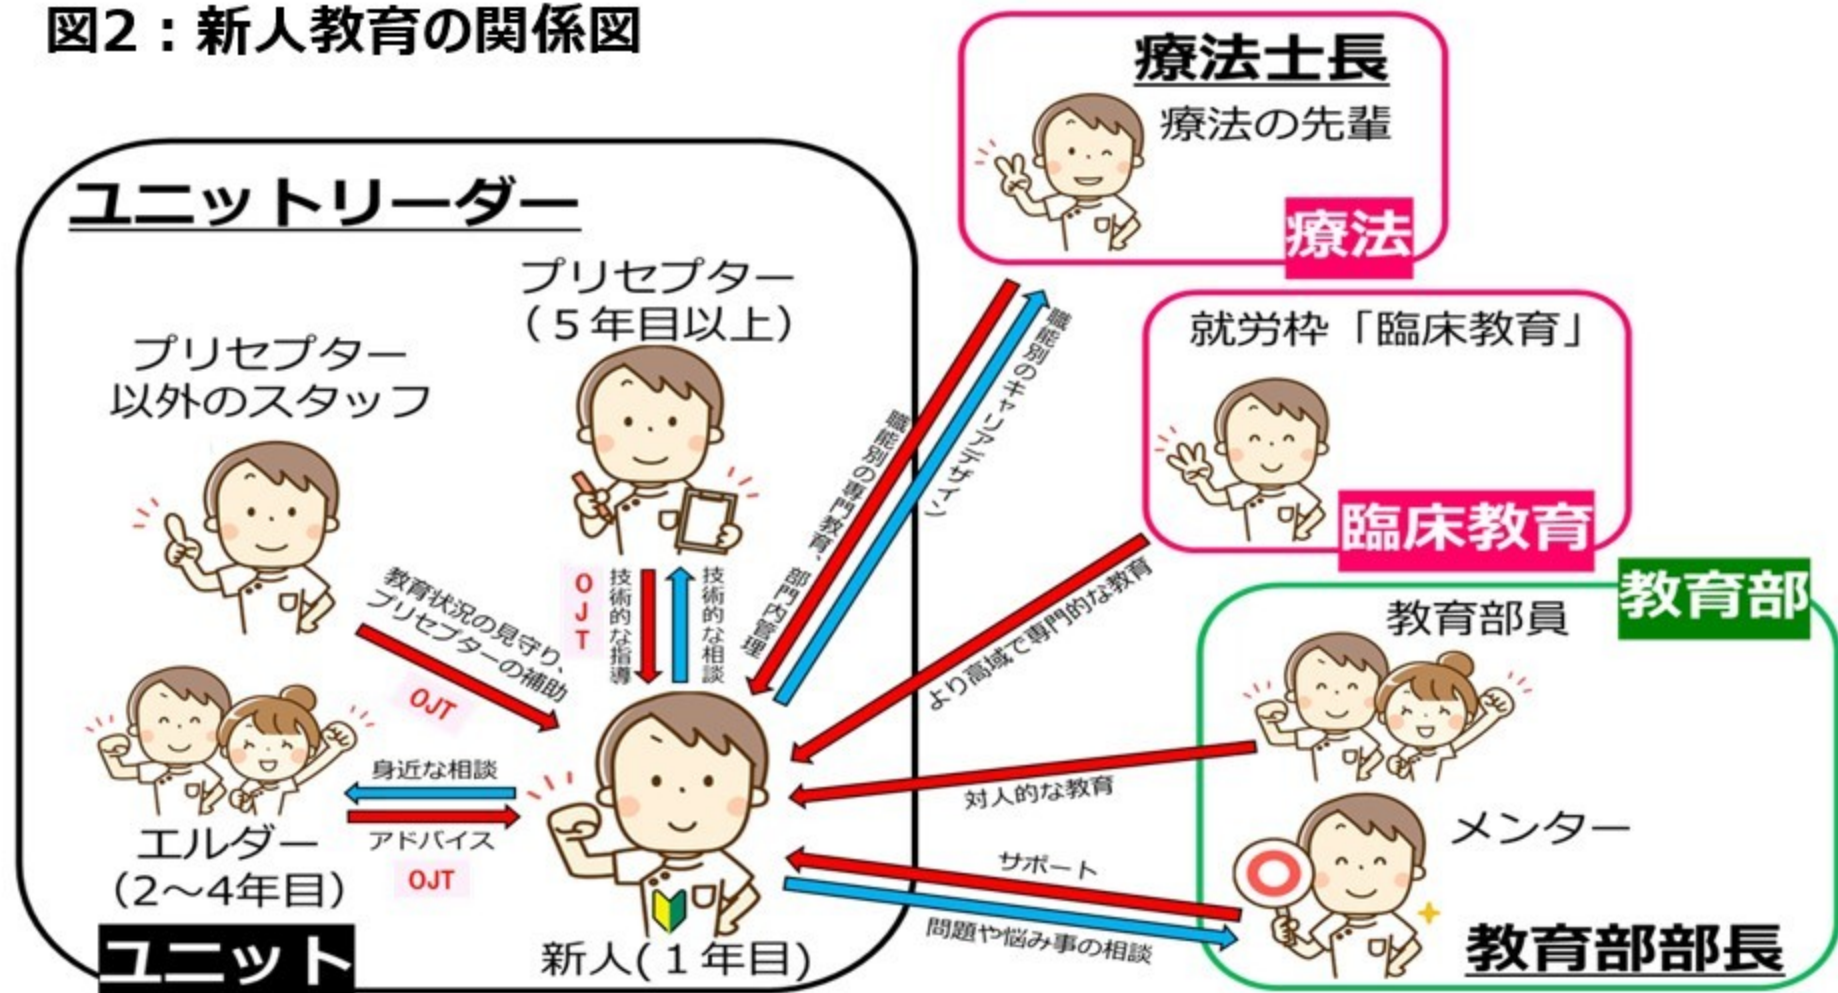 図2：新人教育の関係図
療法士長
療法の先輩
療法
ユニットリーダー
プリセプター
（５年目以上）
プリセプター
以外のスタッフ
就労枠「臨床教育」
臨床教育
教育部
教育部員
職能別のキャリアデザイン
職能別の専門教育、部門内管理
より高域で専門的な教育
教育状況の見守り、
プリセプターの補助
OJT
OJT
技術的な指導
技術的な相談
身近な相談
アドバイス
OJT
対人的な教育
サポート
問題や悩み事の相談
メンター
教育部部長
エルダー
(2～4年目)
ユニット
新人(１年目)